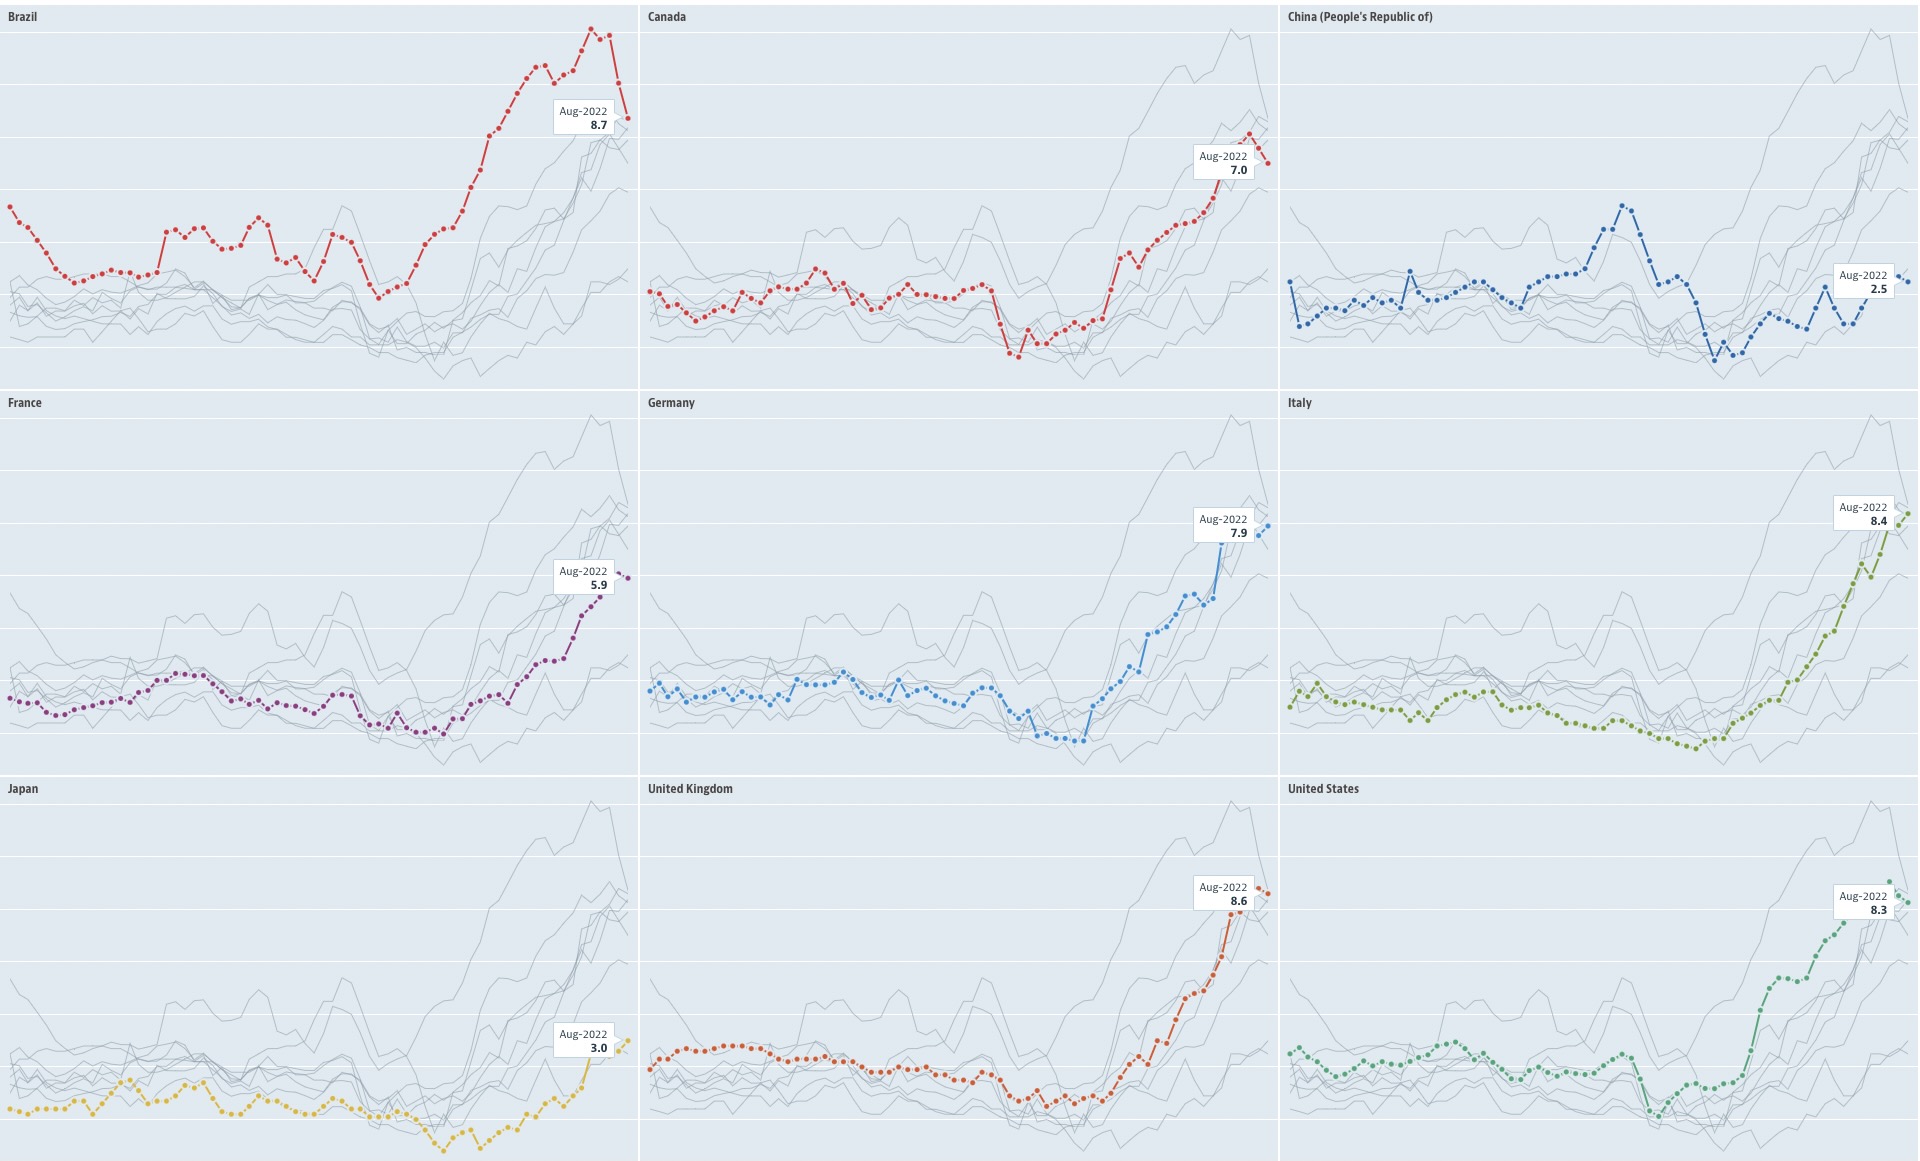 Brazil
Aug-2022
8.7
Canada
Aug-2022
7.0
China (People's Republic of)
Aug-2022
2.5
France
Aug-2022
5.9
Germany
Aug-2022
7.9
Italy
Aug-2022
8.4
Japan
Aug-2022
3.0
United Kingdom
Aug-2022
8.6
United States
Aug-2022
8.3